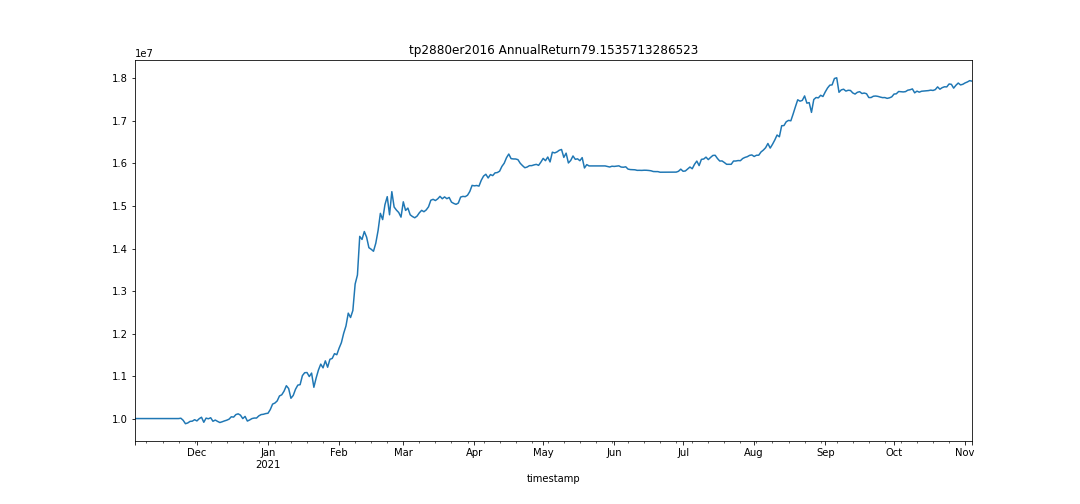 tp2880er2016 AnnualReturn79.1535713286523
1e7
1.8
1.7
1.6
1.5
1.4
1.3
1.2
1.1
1.0
Dec Jan Feb Mar Apr May Jun Jul Aug Sep Oct Nov
2021
timestamp